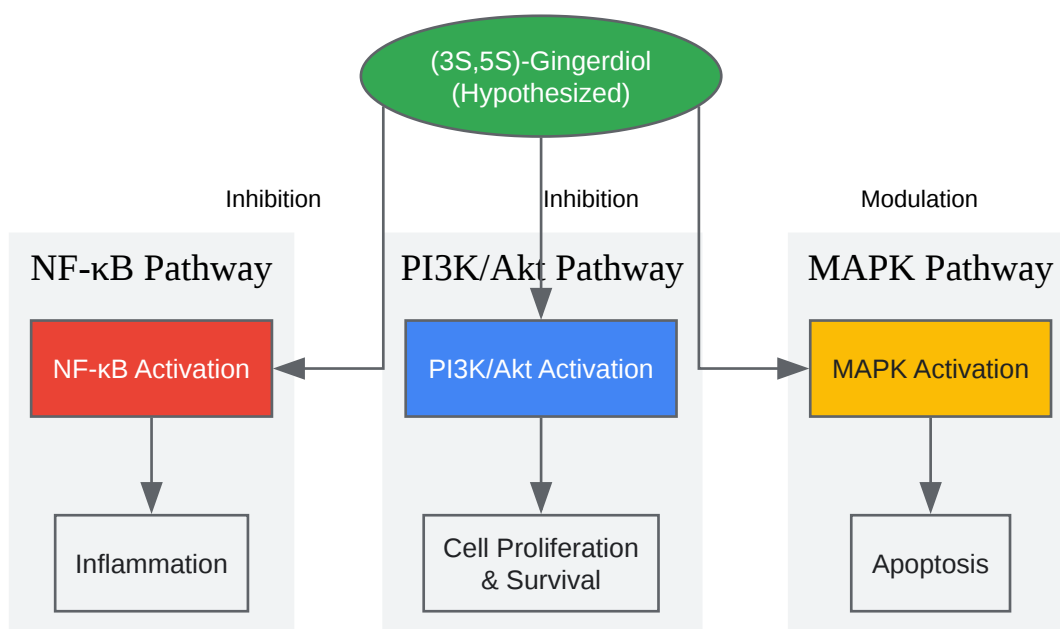 (3S,5S)-Gingerdiol
(Hypothesized)
Inhibition
Inhibition
Modulation
NF-κB Pathway
PI3K/Akt Pathway
MAPK Pathway
NF-κB Activation
PI3K/Akt Activation
MAPK Activation
Inflammation
Cell Proliferation
& Survival
Apoptosis